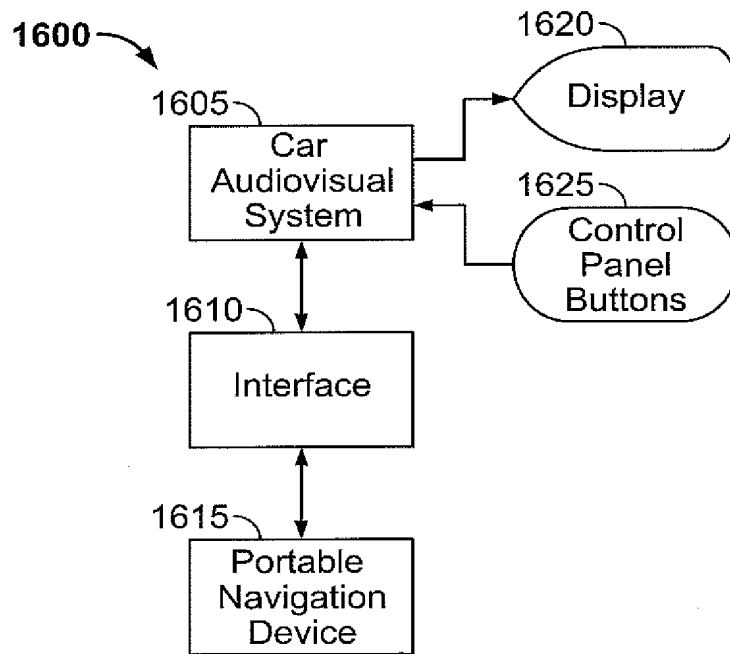 1600
1620
Display
1605
Car
Audiovisual
System
1625
Control
Panel
Buttons
1610
Interface
1615
Portable
Navigation
Device